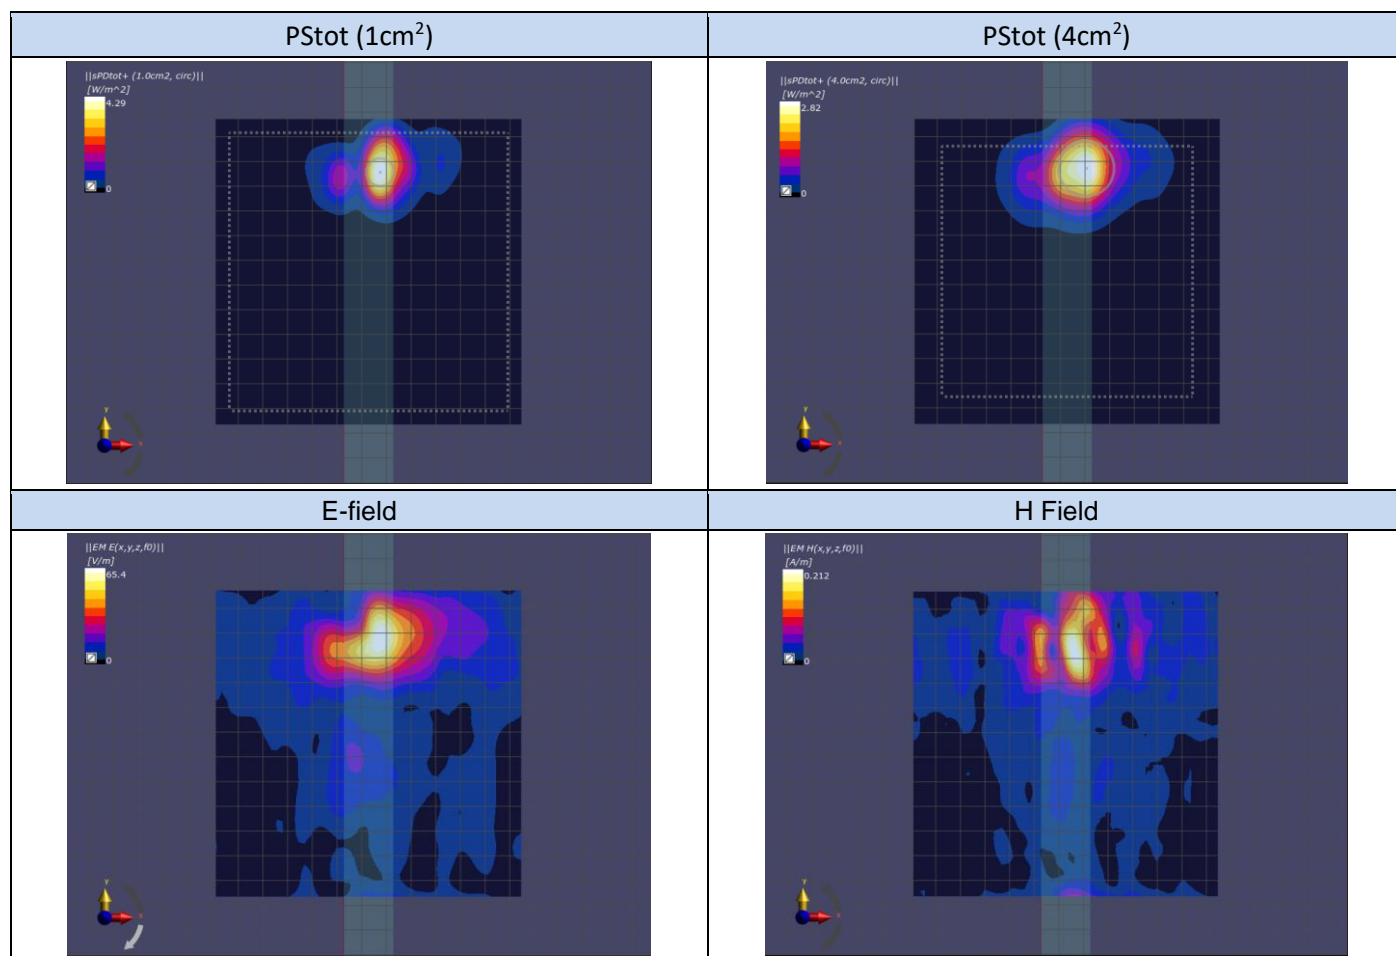 PStot (1cm²)
PStot (4cm²)
||sPDtot+ (1.0cm2, circ)||
[W/m^2]
4.29
0
y
x
||sPDtot+ (4.0cm2, circ)||
[W/m^2]
2.82
0
y
x
E-field
H Field
||EM E(x,y,z,f0)||
[V/m]
65.4
0
y
x
||EM H(x,y,z,f0)||
[A/m]
0.212
0
y
x